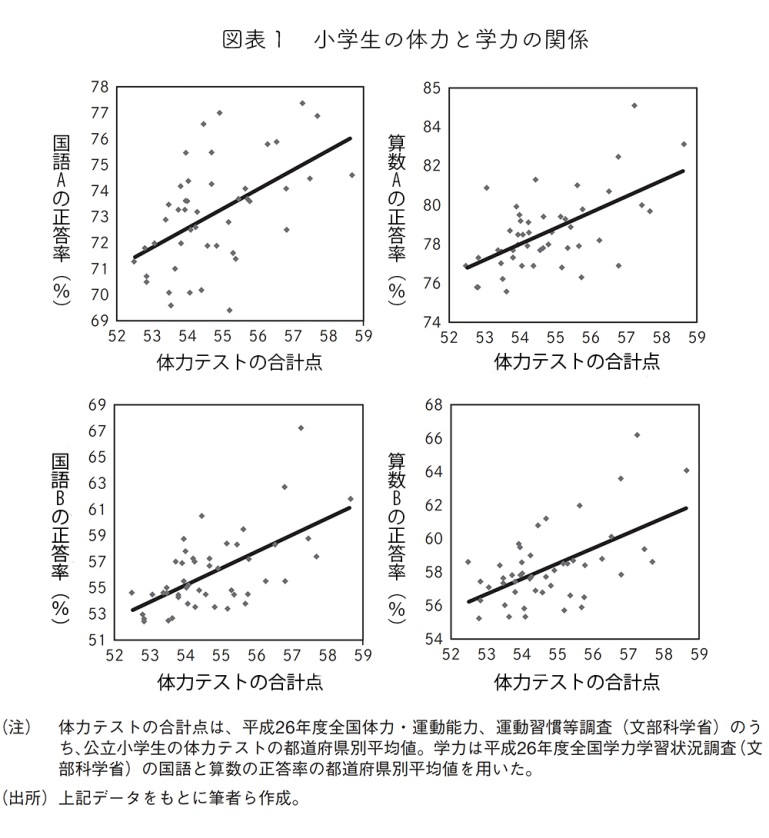 図表1　小学生の体力と学力の関係
78
77
76
75
74
73
72
71
70
69
国語Aの正答率（%）
52 53 54 55 56 57 58 59
体力テストの合計点
85
84
82
80
78
76
74
算数Aの正答率（%）
52 53 54 55 56 57 58 59
体力テストの合計点
69
67
65
63
61
59
57
55
53
51
国語Bの正答率（%）
52 53 54 55 56 57 58 59
体力テストの合計点
68
66
64
62
60
58
56
54
算数Bの正答率（%）
52 53 54 55 56 57 58 59
体力テストの合計点
（注）　体力テストの合計点は、平成26年度全国体力・運動能力、運動習慣等調査（文部科学省）のう
ち、公立小学生の体力テストの都道府県別平均値。学力は平成26年度全国学力学習状況調査（文
部科学省）の国語と算数の正答率の都道府県別平均値を用いた。
（出所）上記データをもとに筆者ら作成。